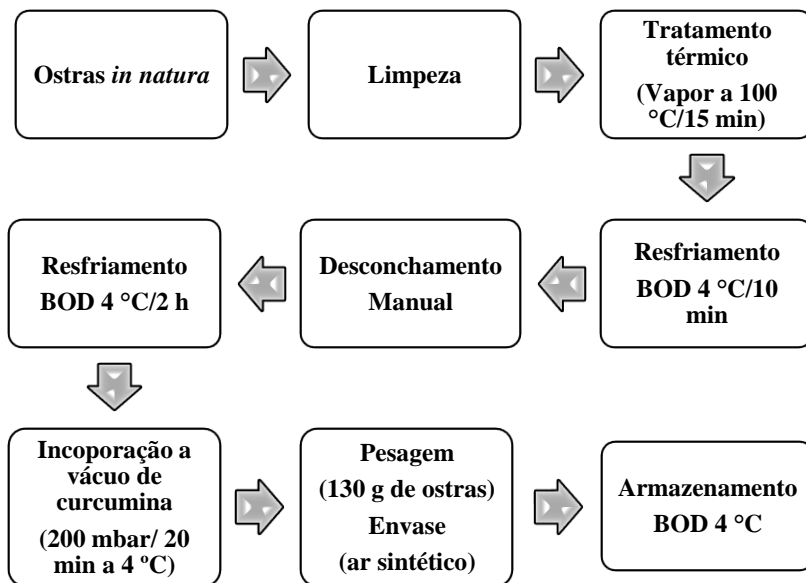 Ostras in natura
Limpeza
Tratamento
térmico
(Vapor a 100
°C/15 min)
Resfriamento
BOD 4 °C/10
min
Desconchamento
Manual
Resfriamento
BOD 4 °C/2 h
Incoporação a
vácuo de
curcumina
(200 mbar/ 20
min a 4 ºC)
Pesagem
(130 g de ostras)
Envase
(ar sintético)
Armazenamento
BOD 4 °C